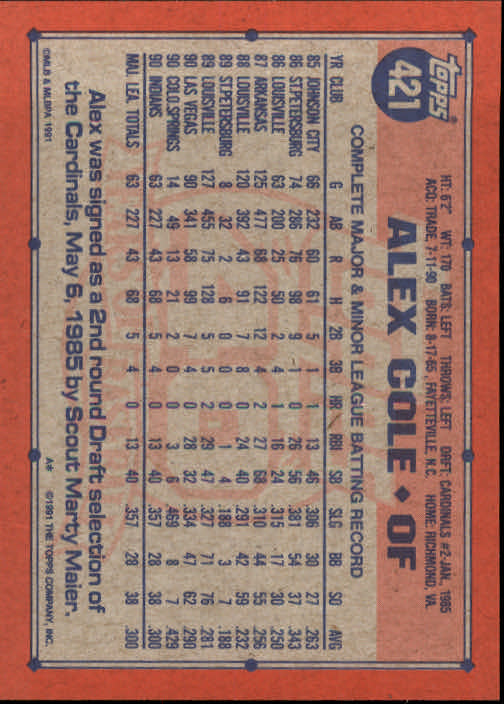 topps
421
HT: 6'2" WT: 170 BATS: LEFT THROWS: LEFT DRFT: CARDINALS #2-JAN, 1985
ACQ: TRADE, 7-11-90 BORN: 8-17-65, FAYETTEVILLE, N.C. HOME: RICHMOND, VA.
ALEX COLE ◆ OF
COMPLETE MAJOR & MINOR LEAGUE BATTING RECORD
YR CLUB G AB R H 2B 3B HR RBI SB SLG BB SO AVG
85 JOHNSON CITY 66 232 60 61 5 1 1 13 46 .306 30 27 .263
86 ST.PETERSBURG 74 286 76 98 9 1 0 26 56 .381 54 37 .343
86 LOUISVILLE 63 200 25 50 2 4 1 16 24 .315 17 30 .250
87 ARKANSAS 125 477 68 122 12 4 2 27 68 .310 44 55 .256
88 LOUISVILLE 120 392 43 91 7 8 0 24 40 .291 42 59 .232
89 ST.PETERSBURG 8 32 2 6 0 0 0 1 4 .188 3 7 .188
89 LOUISVILLE 127 455 75 128 5 5 2 29 47 .327 71 76 .281
90 LAS VEGAS 90 341 58 99 7 4 0 28 32 .334 47 62 .290
90 COLO.SPRINGS 14 49 13 21 2 0 0 3 6 .469 8 7 .429
90 INDIANS 63 227 43 68 5 4 0 13 40 .357 28 38 .300
MAJ. LEA. TOTALS 63 227 43 68 5 4 0 13 40 .357 28 38 .300
Alex was signed as a 2nd round Draft selection of
the Cardinals, May 6, 1985 by Scout Marty Maier.
©MLB & MLBPA 1991 A* ©1991 THE TOPPS COMPANY, INC.